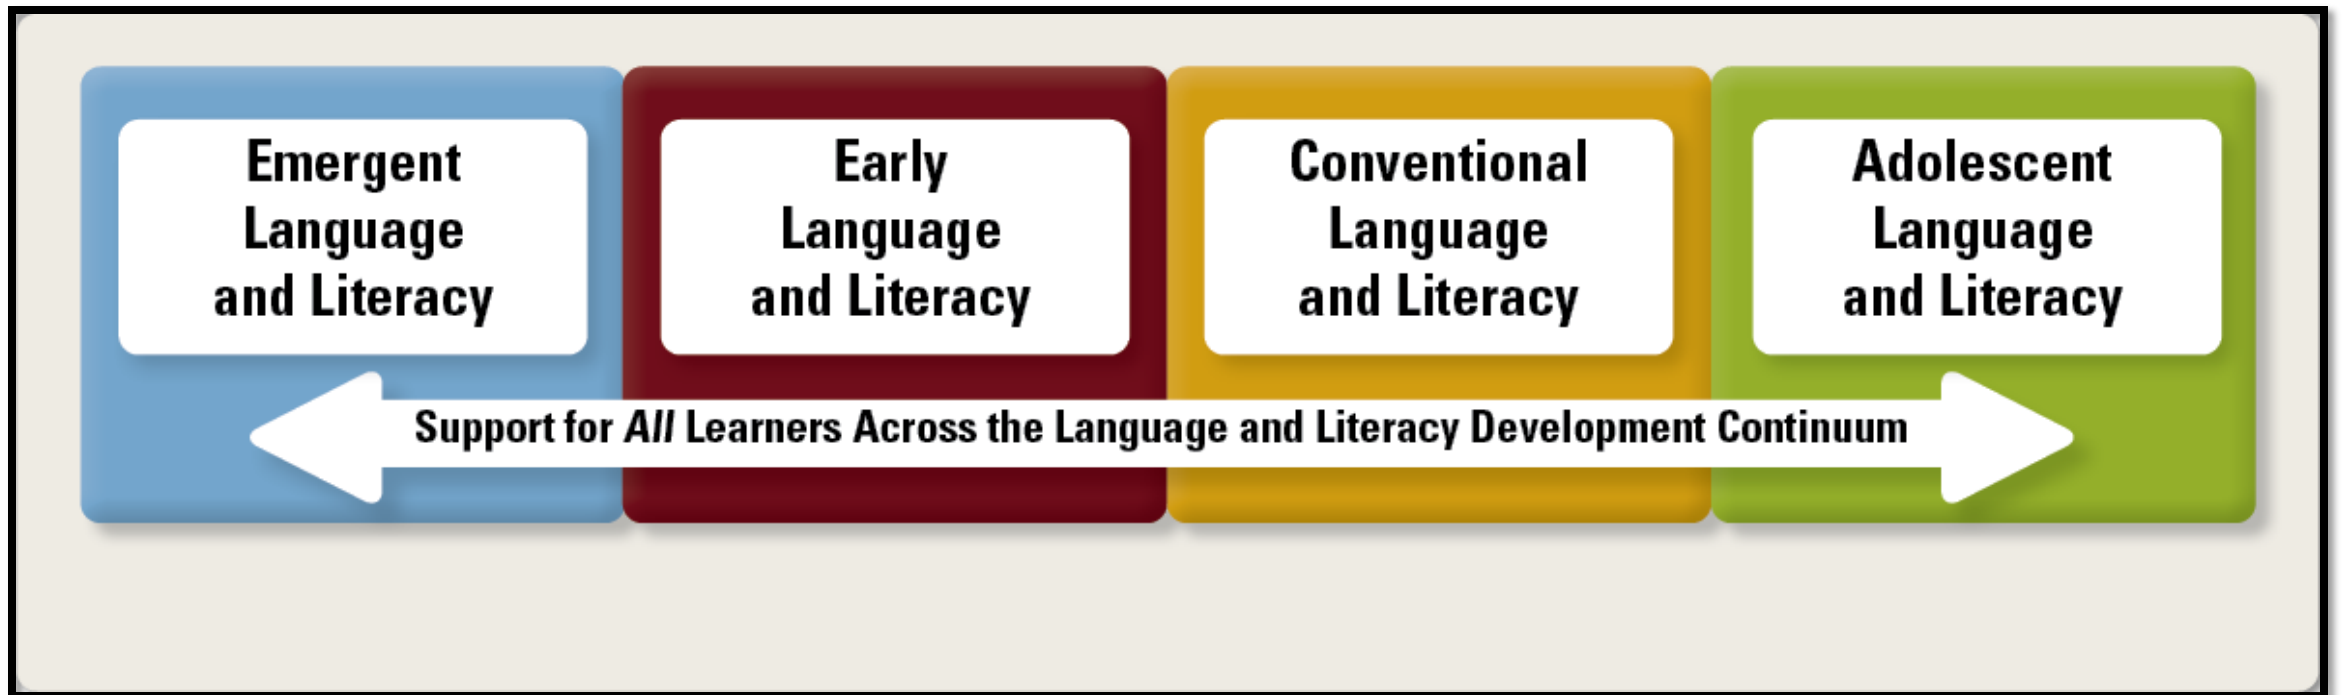 Emergent
Language
and Literacy
Early
Language
and Literacy
Conventional
Language
and Literacy
Adolescent
Language
and Literacy
Support for All Learners Across the Language and Literacy Development Continuum